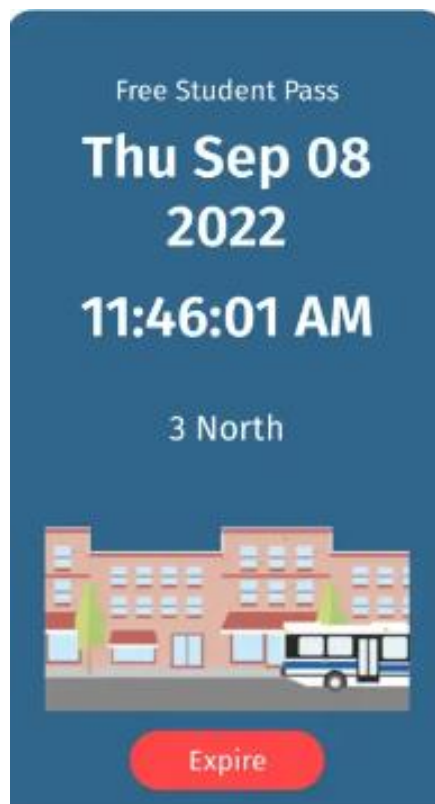 Free Student Pass
Thu Sep 08
2022
11:46:01 AM
3 North
Expire